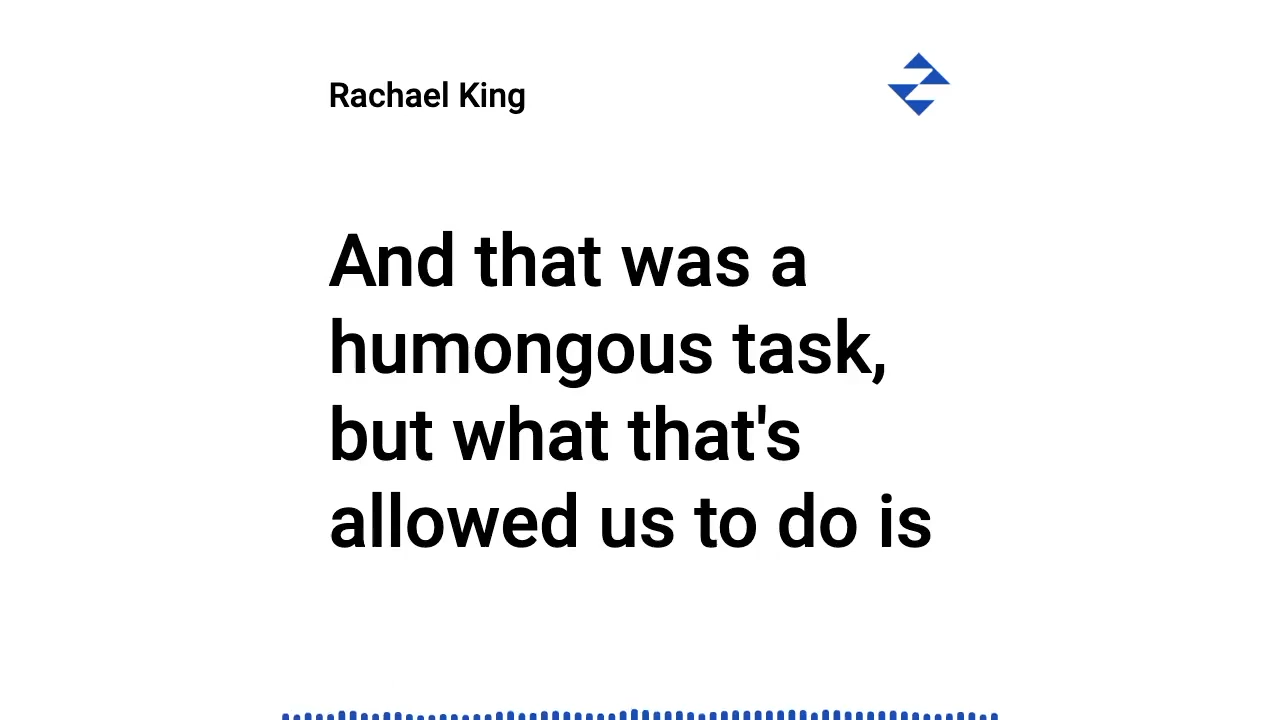 Rachael King
And that was a
humongous task,
but what that's
allowed us to do is